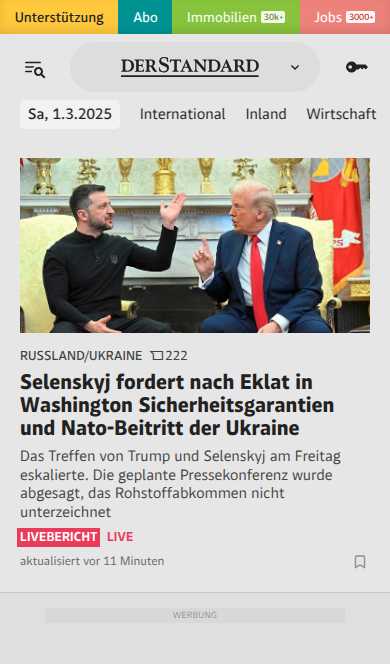 Unterstützung Abo Immobilien 30k+ Jobs 3000+
DERSTANDARD
Sa, 1.3.2025 International Inland Wirtschaft
RUSSLAND/UKRAINE 222
Selenskyj fordert nach Eklat in
Washington Sicherheitsgarantien
und Nato-Beitritt der Ukraine
Das Treffen von Trump und Selenskyj am Freitag
eskalierte. Die geplante Pressekonferenz wurde
abgesagt, das Rohstoffabkommen nicht
unterzeichnet
LIVEBERICHT LIVE
aktualisiert vor 11 Minuten
WERBUNG